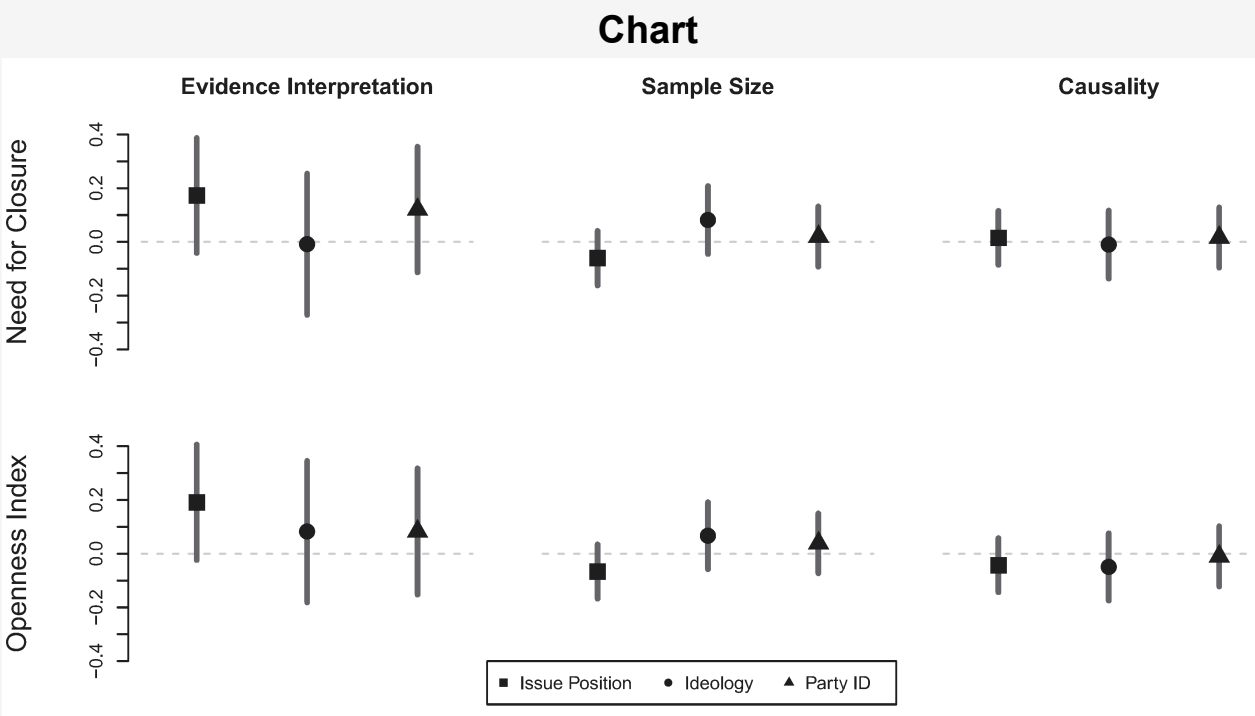 Chart
Evidence Interpretation
Sample Size
Causality
Need for Closure
0.4
0.2
0.0
−0.2
−0.4
Openness Index
0.4
0.2
0.0
−0.2
−0.4
Issue Position
Ideology
Party ID